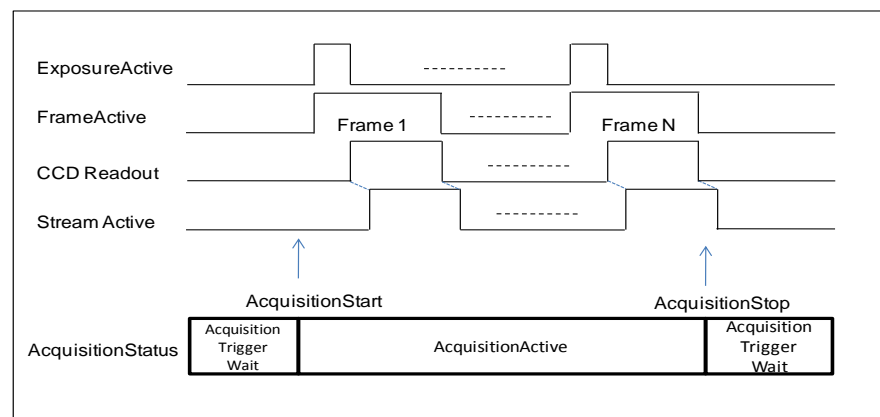 ExposureActive
FrameActive
Frame 1
Frame N
CCD Readout
Stream Active
AcquisitionStart
AcquisitionStop
AcquisitionStatus
Acquisition
Trigger
Wait
AcquisitionActive
Acquisition
Trigger
Wait